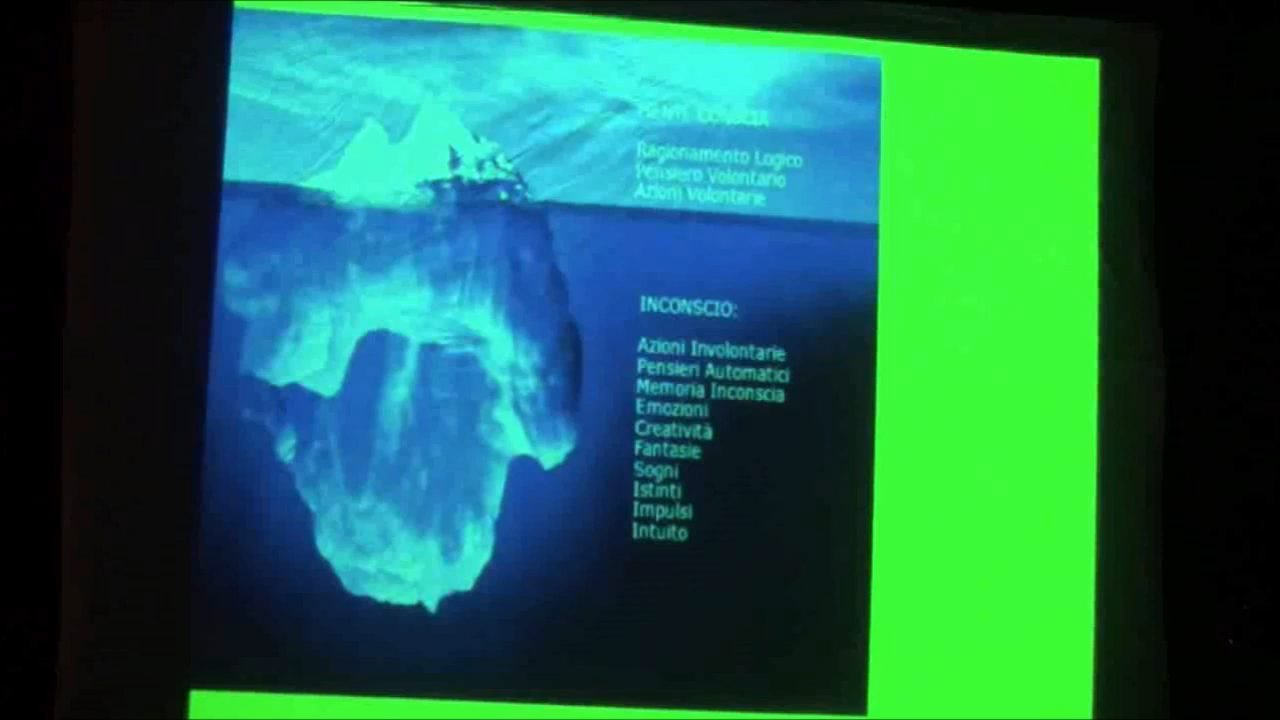 CONSCIA
Ragionamento Logico
Pensiero Volontario
Azioni Volontarie
INCONSCIO:
Azioni Involontarie
Pensieri Automatici
Memoria Inconscia
Emozioni
Creatività
Fantasie
Sogni
Istinti
Impulsi
Intuito